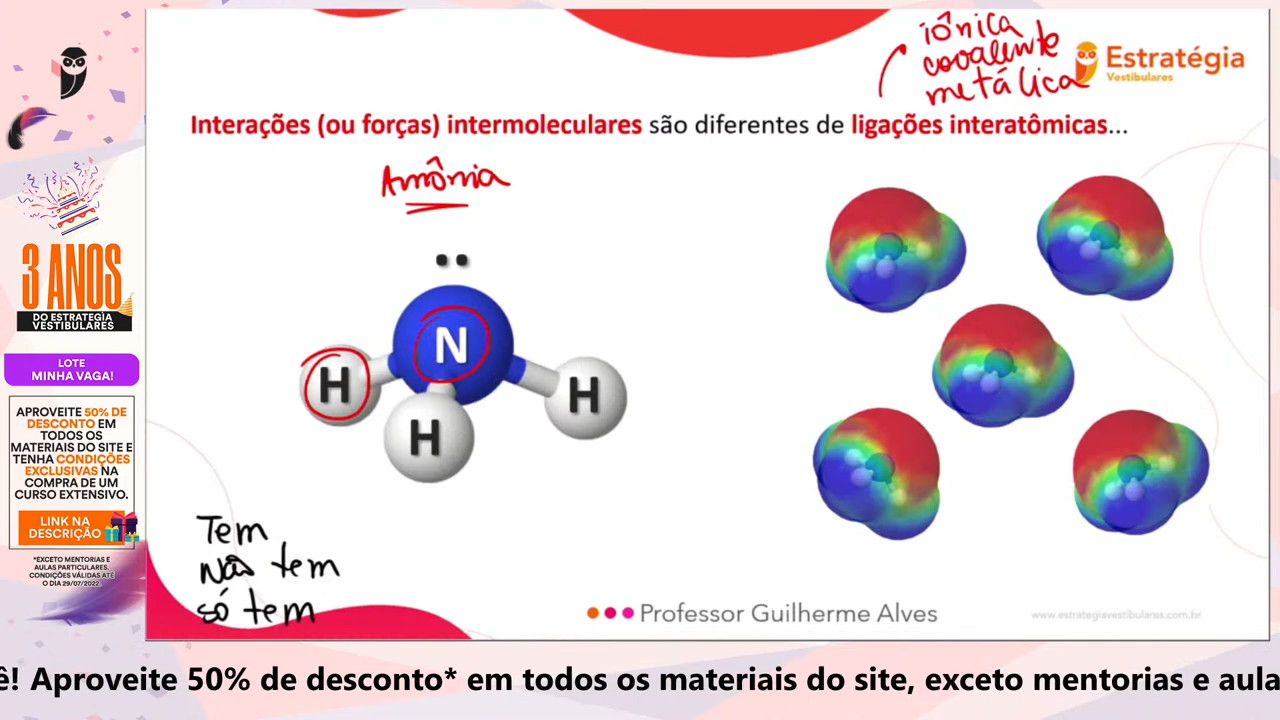 iônica
covalente
metálica
Estratégia
Vestibulares
Interações (ou forças) intermoleculares são diferentes de ligações interatômicas...
Amônia
N
H
H
H
Tem
não tem
só tem
Professor Guilherme Alves
www.estrategiavestibulares.com.br
3 ANOS
DO ESTRATÉGIA
VESTIBULARES
LOTE
MINHA VAGA!
APROVEITE 50% DE
DESCONTO EM
TODOS OS
MATERIAIS DO SITE E
TENHA CONDIÇÕES
EXCLUSIVAS NA
COMPRA DE UM
CURSO EXTENSIVO.
LINK NA
DESCRIÇÃO
*EXCETO MENTORIAS E
AULAS PARTICULARES.
CONDIÇÕES VÁLIDAS ATÉ
O DIA 29/07/2022.
ê! Aproveite 50% de desconto* em todos os materiais do site, exceto mentorias e aula